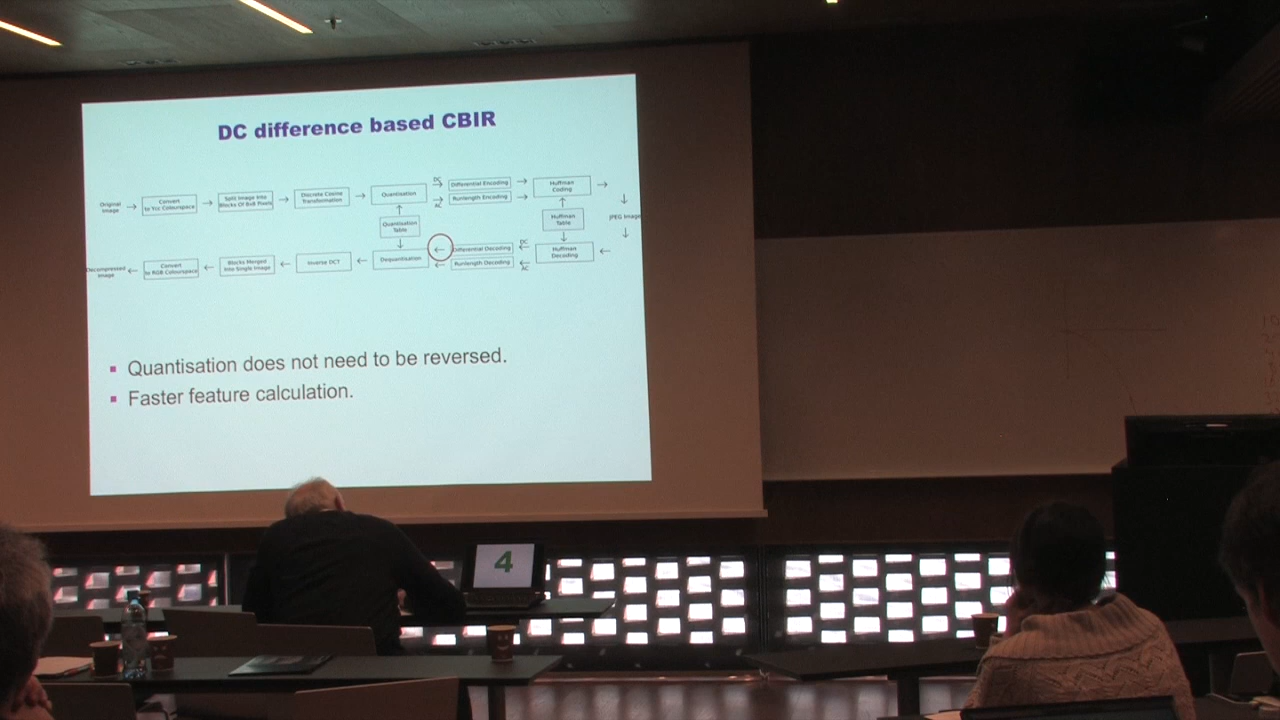 DC difference based CBIR
Original
Image
Convert
to Ycc Colourspace
Split Image Into
Blocks Of 8x8 Pixels
Discrete Cosine
Transformation
Quantisation
DC
AC
Differential Encoding
Runlength Encoding
Huffman
Coding
Quantisation
Table
Huffman
Table
JPEG Image
Decompressed
Image
Convert
to RGB Colourspace
Blocks Merged
Into Single Image
Inverse DCT
Dequantisation
Differential Decoding
Runlength Decoding
DC
AC
Huffman
Decoding
Quantisation does not need to be reversed.
Faster feature calculation.
4